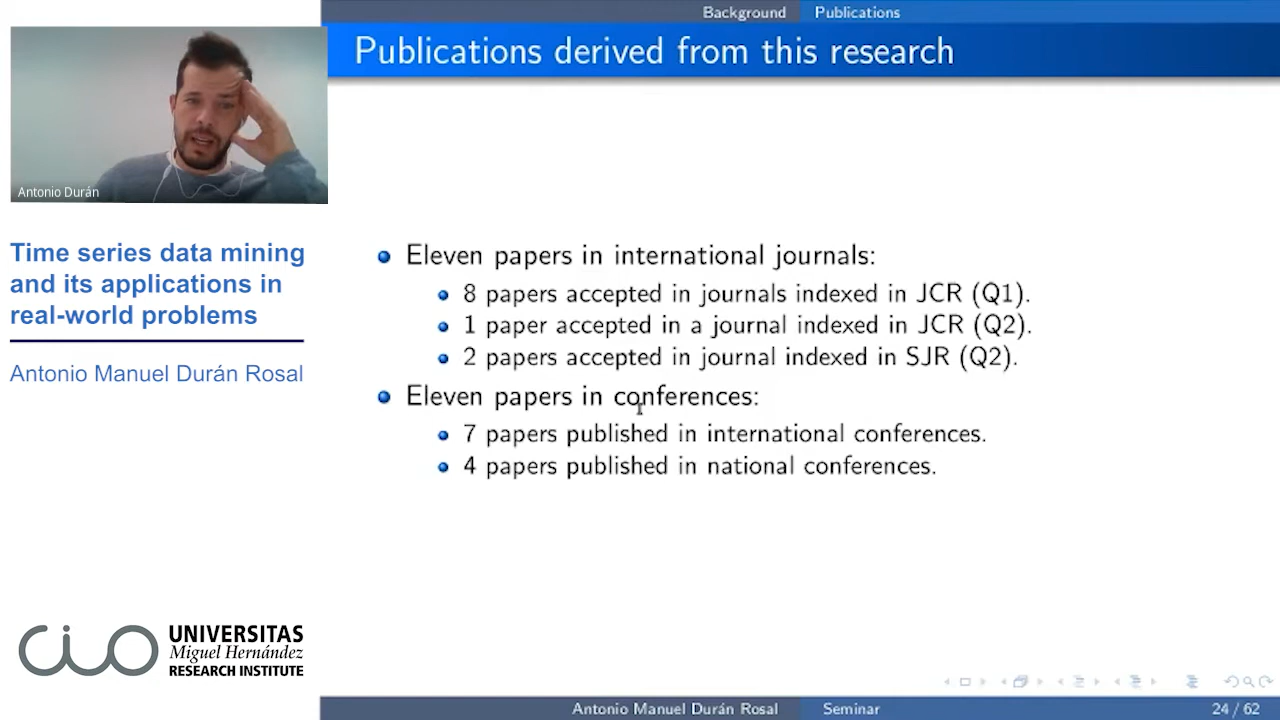 Background Publications
Publications derived from this research
Antonio Durán
Time series data mining
and its applications in
real-world problems
Antonio Manuel Durán Rosal
Eleven papers in international journals:
8 papers accepted in journals indexed in JCR (Q1).
1 paper accepted in a journal indexed in JCR (Q2).
2 papers accepted in journal indexed in SJR (Q2).
Eleven papers in conferences:
7 papers published in international conferences.
4 papers published in national conferences.
cio UNIVERSITAS
Miguel Hernández
RESEARCH INSTITUTE
Antonio Manuel Durán Rosal Seminar 24 / 62